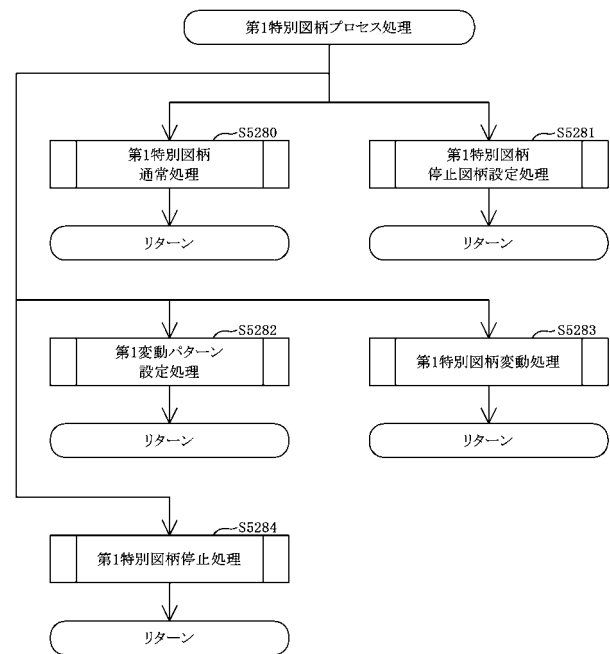 第1特別図柄プロセス処理
S5280
第1特別図柄
通常処理
リターン
S5281
第1特別図柄
停止図柄設定処理
リターン
S5282
第1変動パターン
設定処理
リターン
S5283
第1特別図柄変動処理
リターン
S5284
第1特別図柄停止処理
リターン